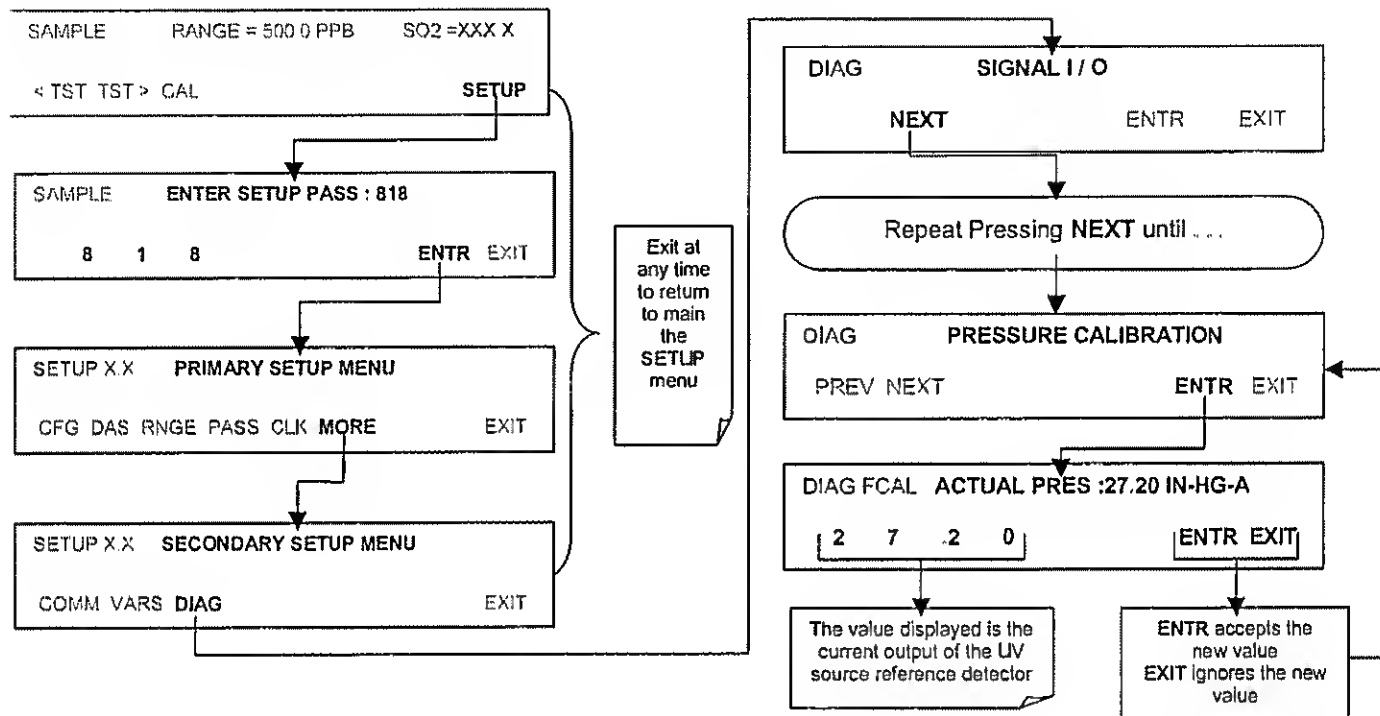 SAMPLE RANGE = 500 0 PPB SO2 =XXX X
< TST TST > CAL SETUP
SAMPLE ENTER SETUP PASS : 818
8 1 8 ENTR EXIT
SETUP X.X PRIMARY SETUP MENU
CFG DAS RNGE PASS CLK MORE EXIT
SETUP X.X SECONDARY SETUP MENU
COMM VARS DIAG EXIT
Exit at
any time
to return
to main
the
SETUP
menu
DIAG SIGNAL I / O
NEXT ENTR EXIT
Repeat Pressing NEXT until . . .
DIAG PRESSURE CALIBRATION
PREV NEXT ENTR EXIT
DIAG FCAL ACTUAL PRES :27.20 IN-HG-A
2 7 .2 0 ENTR EXIT
The value displayed is the
current output of the UV
source reference detector
ENTR accepts the
new value
EXIT ignores the new
value